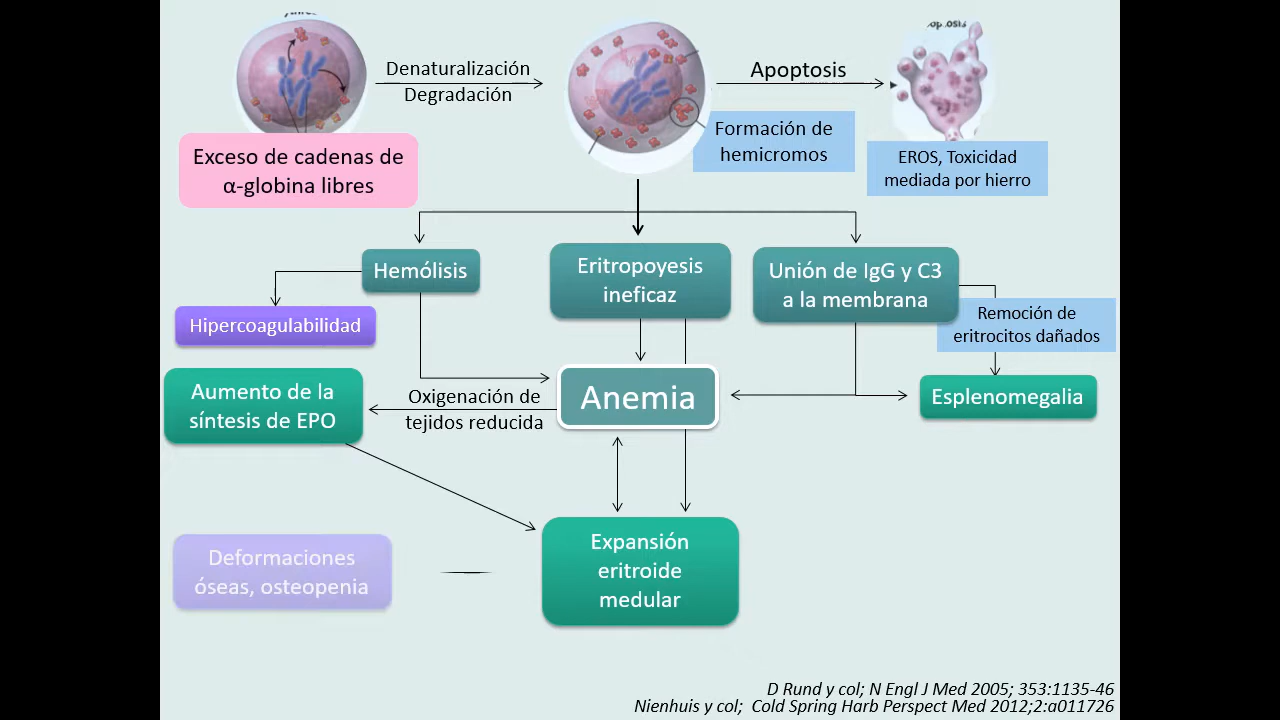 Denaturalización
Degradación
Apoptosis
Exceso de cadenas de
α-globina libres
Formación de
hemicromos
EROS, Toxicidad
mediada por hierro
Hemólisis
Eritropoyesis
ineficaz
Unión de IgG y C3
a la membrana
Hipercoagulabilidad
Remoción de
eritrocitos dañados
Aumento de la
síntesis de EPO
Oxigenación de
tejidos reducida
Anemia
Esplenomegalia
Deformaciones
óseas, osteopenia
Expansión
eritroide
medular
D Rund y col; N Engl J Med 2005; 353:1135-46
Nienhuis y col; Cold Spring Harb Perspect Med 2012;2:a011726